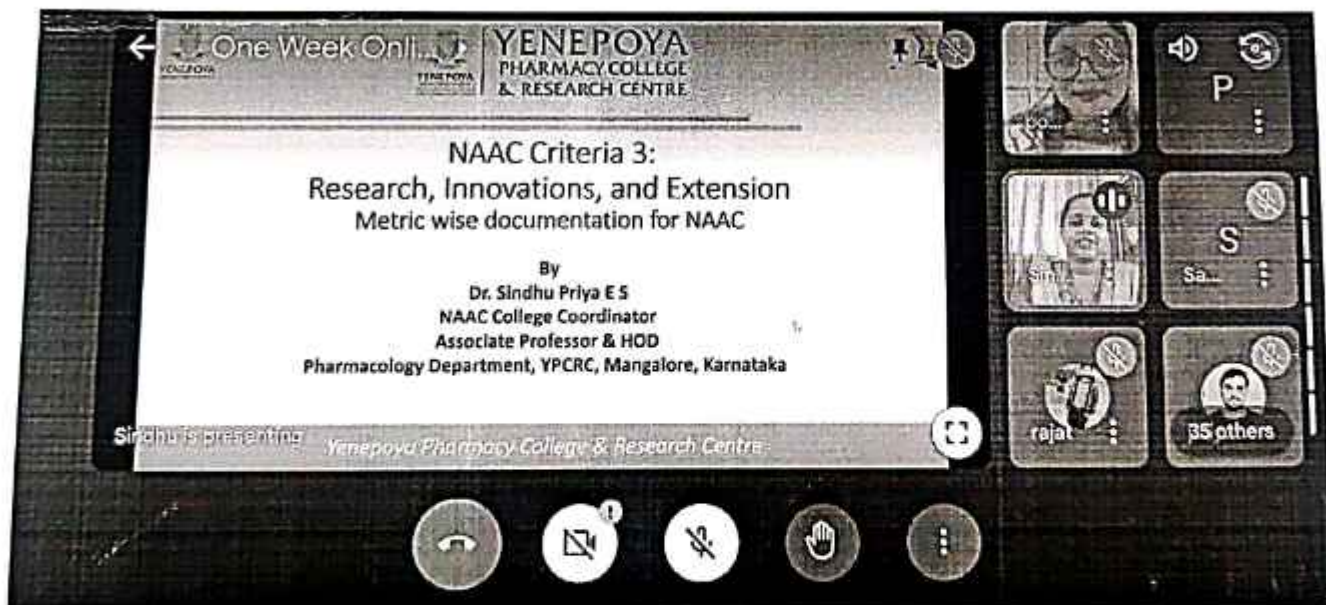 One Week Onli...
YENEPOYA
YENEPOYA
YENEPOYA
PHARMACY COLLEGE
& RESEARCH CENTRE
NAAC Criteria 3:
Research, Innovations, and Extension
Metric wise documentation for NAAC
By
Dr. Sindhu Priya E S
NAAC College Coordinator
Associate Professor & HOD
Pharmacology Department, YPCRC, Mangalore, Karnataka
Sindhu is presenting
Yenepoya Pharmacy College & Research Centre
P
S
Sa...
rajat
35 others